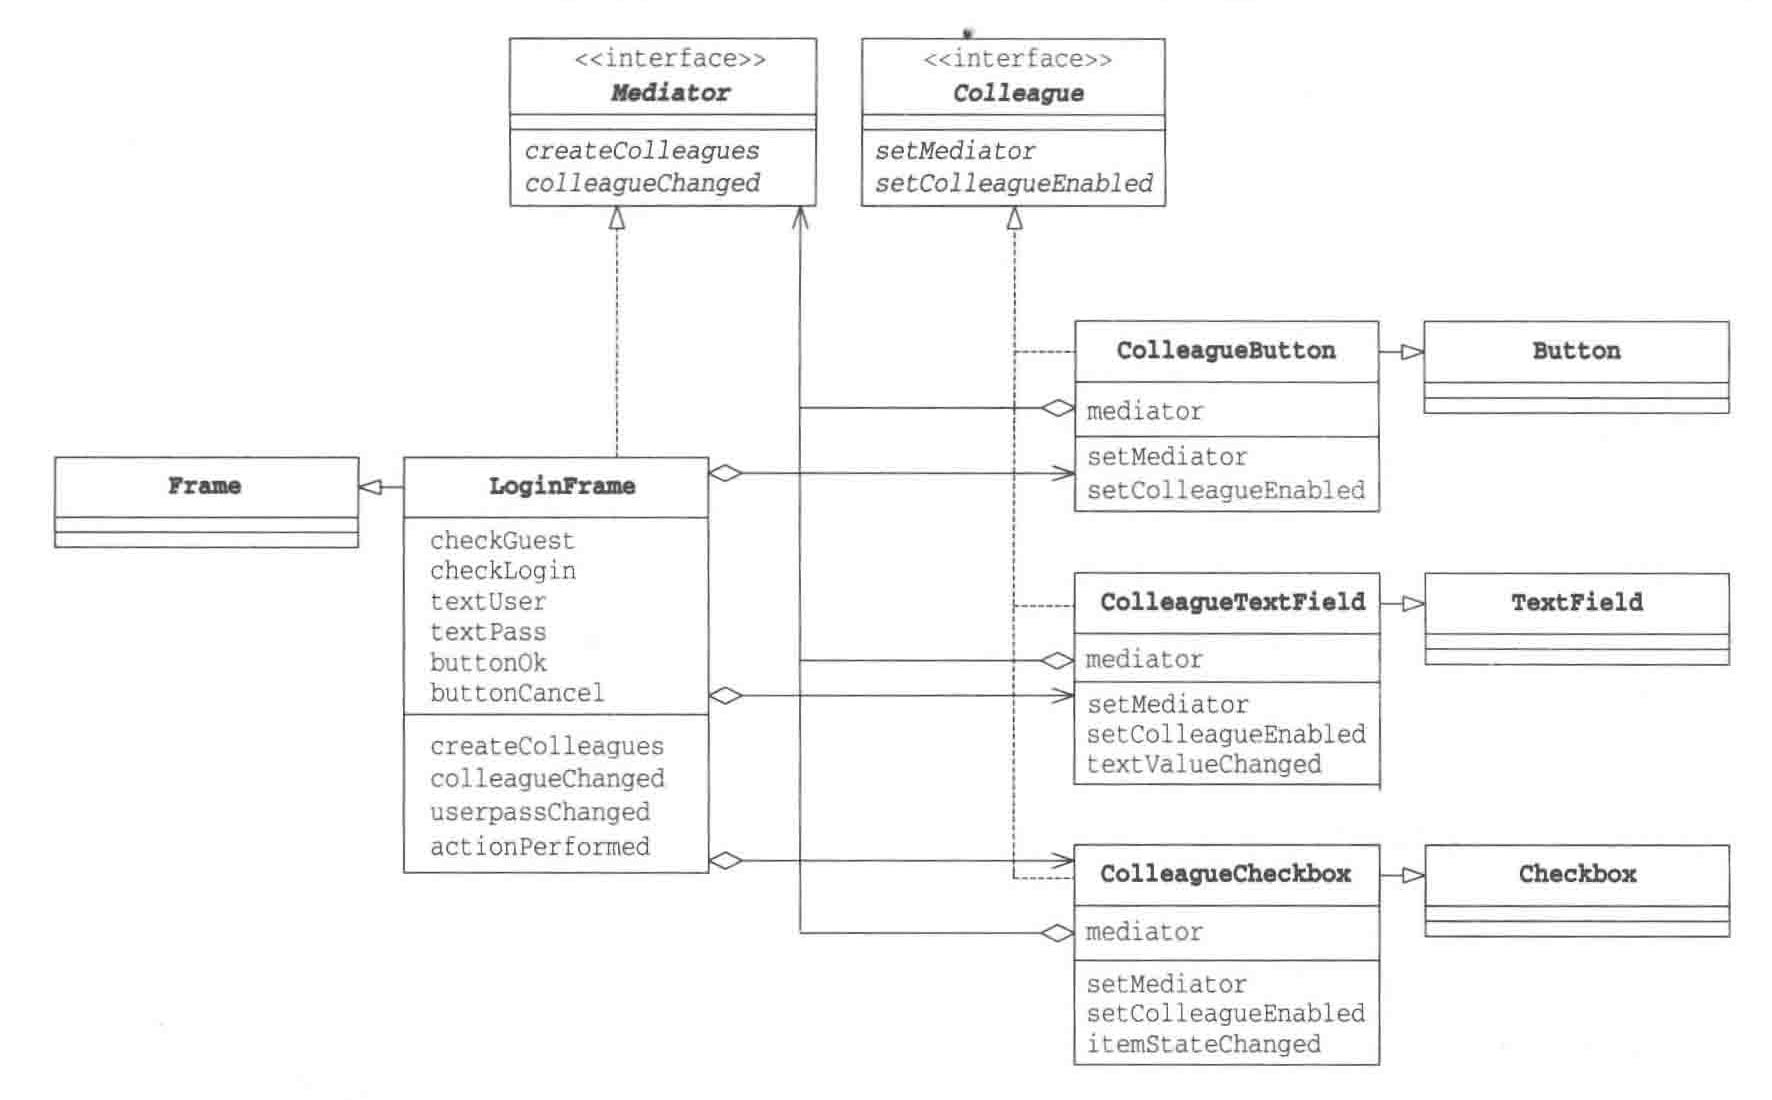 <<interface>>
Mediator
createColleagues
colleagueChanged
<<interface>>
Colleague
setMediator
setColleagueEnabled
Frame
LoginFrame
checkGuest
checkLogin
textUser
textPass
buttonOk
buttonCancel
createColleagues
colleagueChanged
userpassChanged
actionPerformed
ColleagueButton
mediator
setMediator
setColleagueEnabled
Button
ColleagueTextField
mediator
setMediator
setColleagueEnabled
textValueChanged
TextField
ColleagueCheckbox
mediator
setMediator
setColleagueEnabled
itemStateChanged
Checkbox